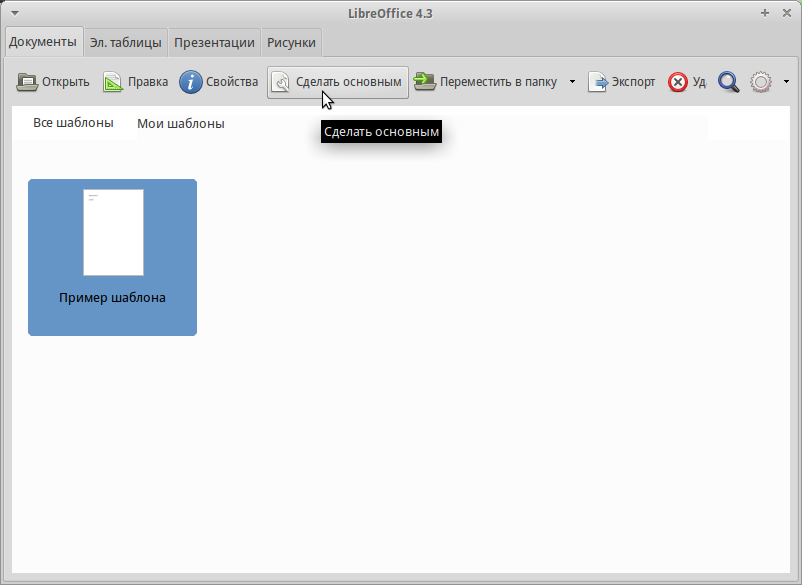 LibreOffice 4.3
Документы Эл. таблицы Презентации Рисунки
Открыть Правка Свойства Сделать основным Переместить в папку Экспорт Уд
Все шаблоны Мои шаблоны
Сделать основным
Пример шаблона